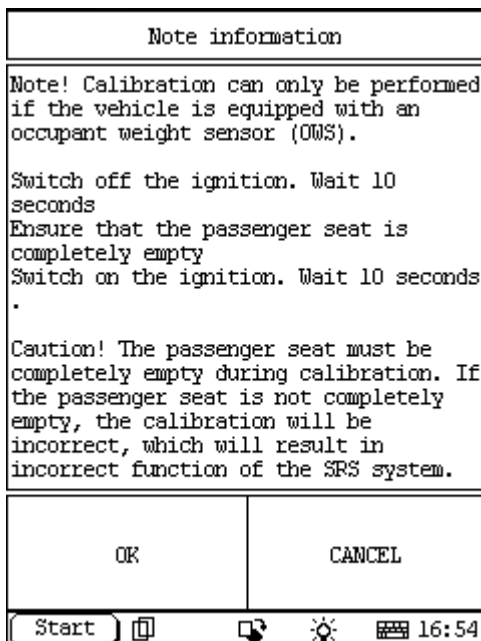 Note information
Note! Calibration can only be performed
if the vehicle is equipped with an
occupant weight sensor (OWS).
Switch off the ignition. Wait 10
seconds
Ensure that the passenger seat is
completely empty
Switch on the ignition. Wait 10 seconds
.
Caution! The passenger seat must be
completely empty during calibration. If
the passenger seat is not completely
empty, the calibration will be
incorrect, which will result in
incorrect function of the SRS system.
OK
CANCEL
Start
16:54